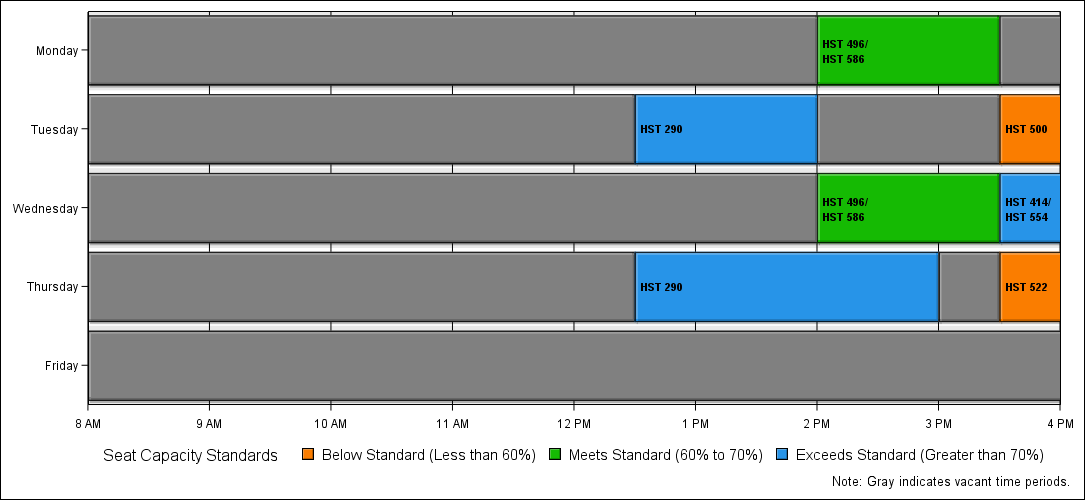 Monday
HST 496/
HST 586
Tuesday
HST 290
HST 500
Wednesday
HST 496/
HST 586
HST 414/
HST 554
Thursday
HST 290
HST 522
Friday
8 AM 9 AM 10 AM 11 AM 12 PM 1 PM 2 PM 3 PM 4 PM
Seat Capacity Standards Below Standard (Less than 60%) Meets Standard (60% to 70%) Exceeds Standard (Greater than 70%)
Note: Gray indicates vacant time periods.